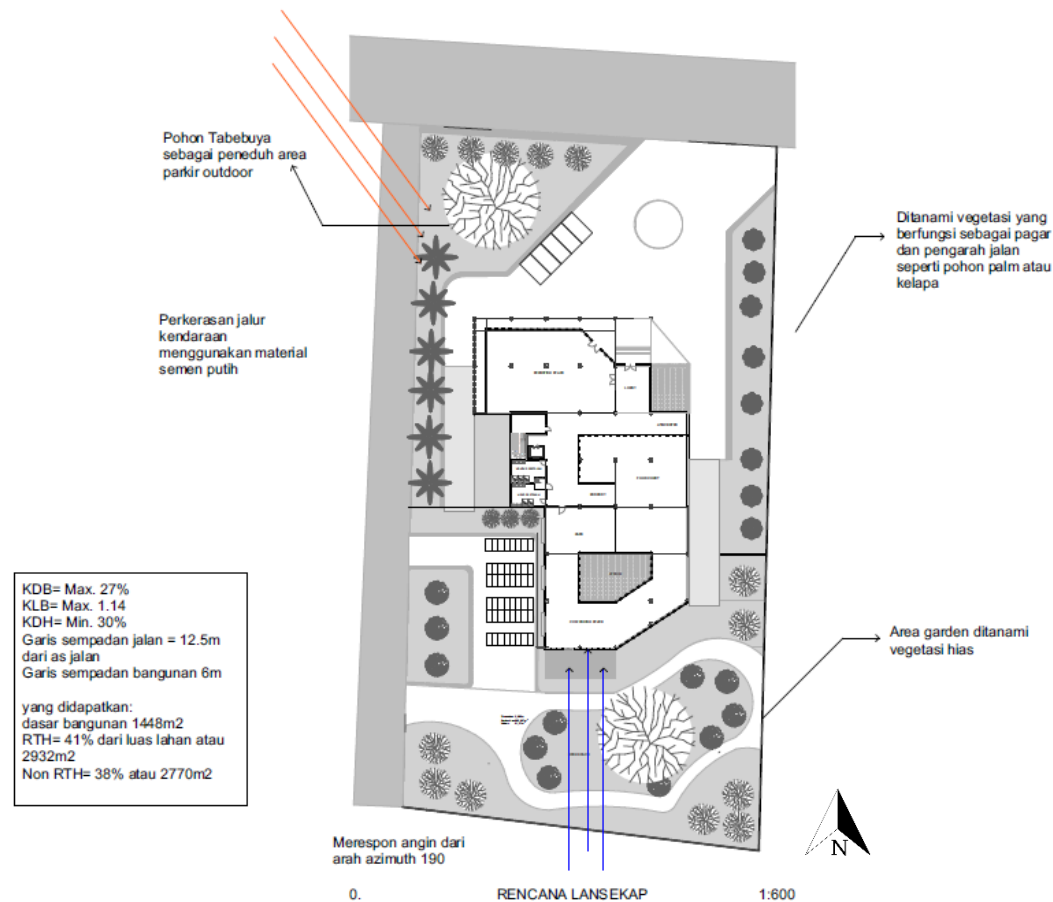 Pohon Tabebuya
sebagai peneduh area
parkir outdoor
Ditanami vegetasi yang
berfungsi sebagai pagar
dan pengarah jalan
seperti pohon palm atau
kelapa
Perkerasan jalur
kendaraan
menggunakan material
semen putih
LOBBY
KDB= Max. 27%
KLB= Max. 1.14
KDH= Min. 30%
Garis sempadan jalan = 12.5m
dari as jalan
Garis sempadan bangunan 6m
yang didapatkan:
dasar bangunan 1448m2
RTH= 41% dari luas lahan atau
2932m2
Non RTH= 38% atau 2770m2
Area garden ditanami
vegetasi hias
Merespon angin dari
arah azimuth 190
N
0.
RENCANA LANSEKAP
1:600